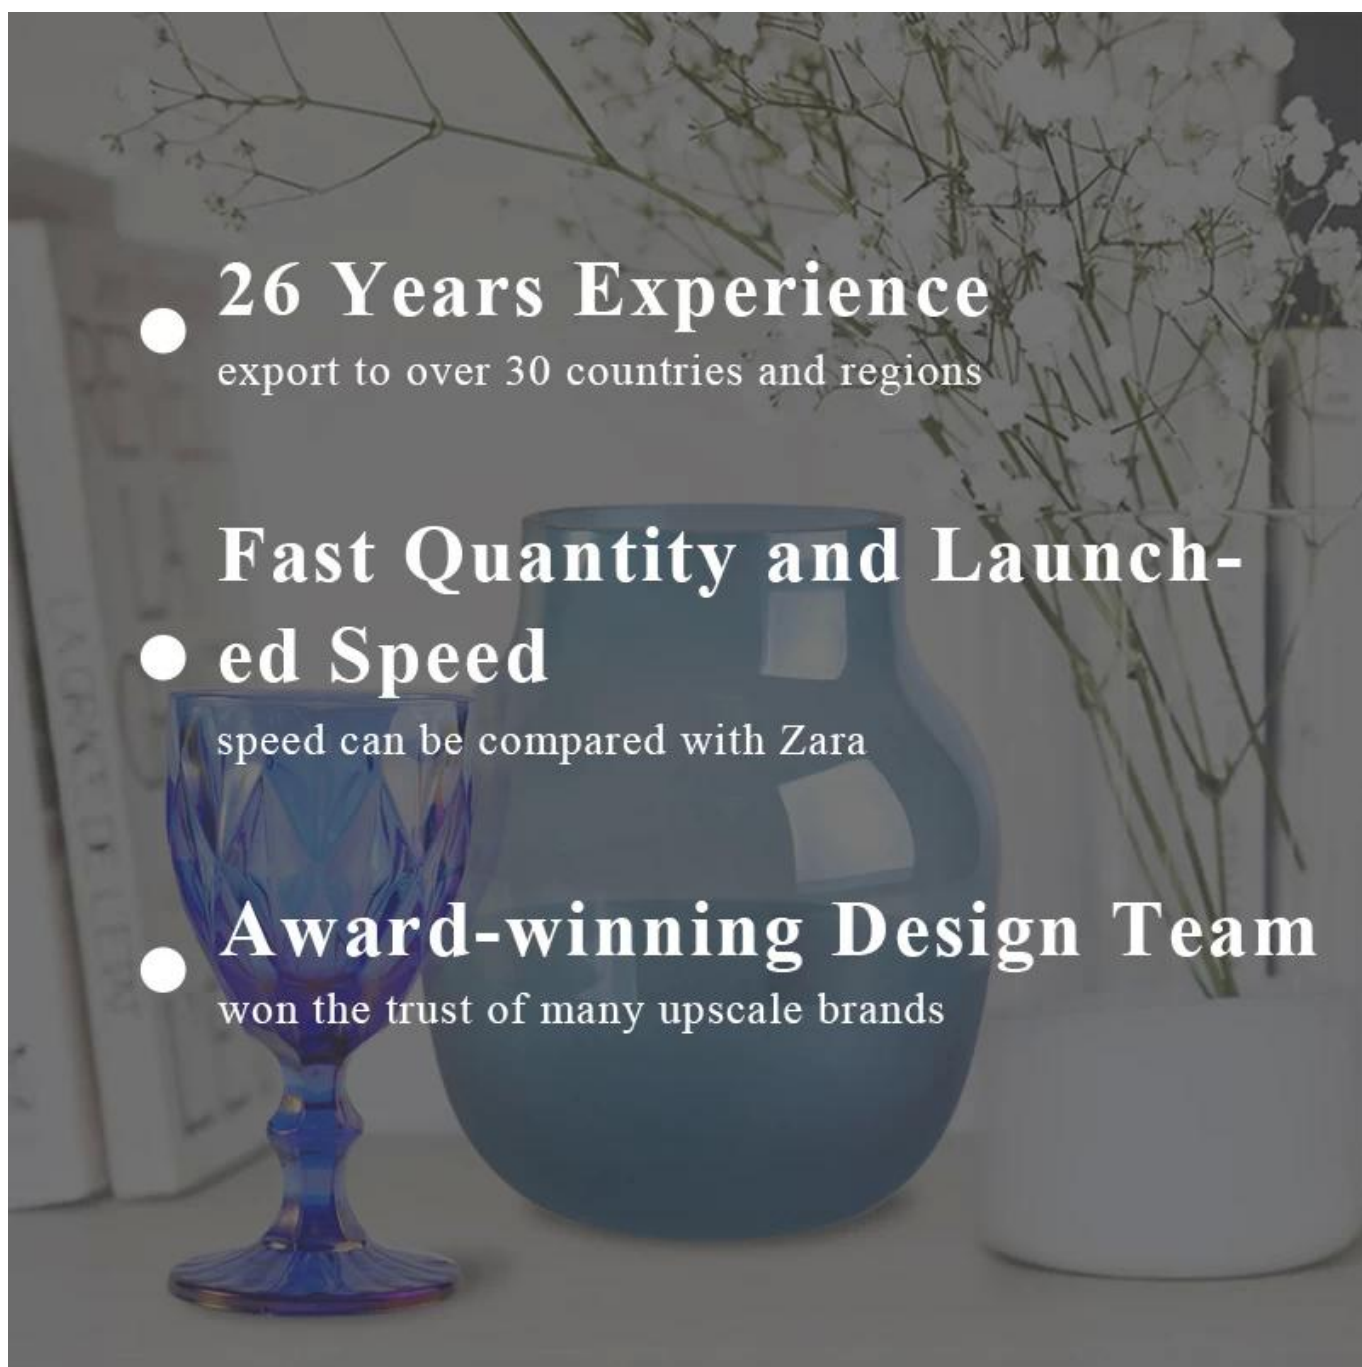 26 Years Experience
export to over 30 countries and regions
Fast Quantity and Launch-
ed Speed
speed can be compared with Zara
Award-winning Design Team
won the trust of many upscale brands